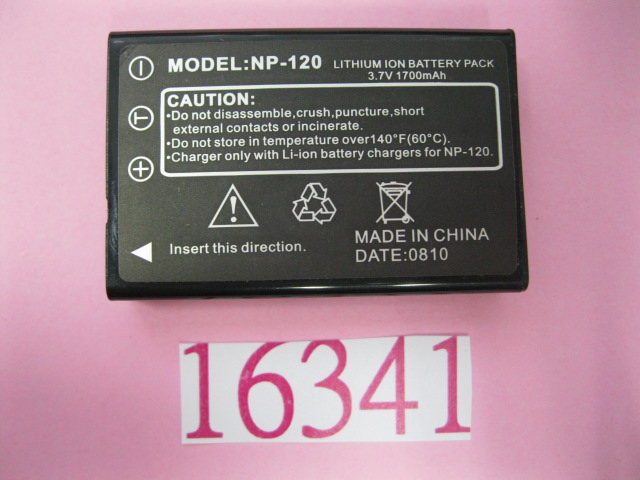 MODEL:NP-120 LITHIUM ION BATTERY PACK
3.7V 1700mAh
CAUTION:
•Do not disassemble,crush,puncture,short
external contacts or incinerate.
•Do not store in temperature over140°F(60°C).
•Charger only with Li-ion battery chargers for NP-120.
T
Insert this direction.
MADE IN CHINA
DATE:0810
16341